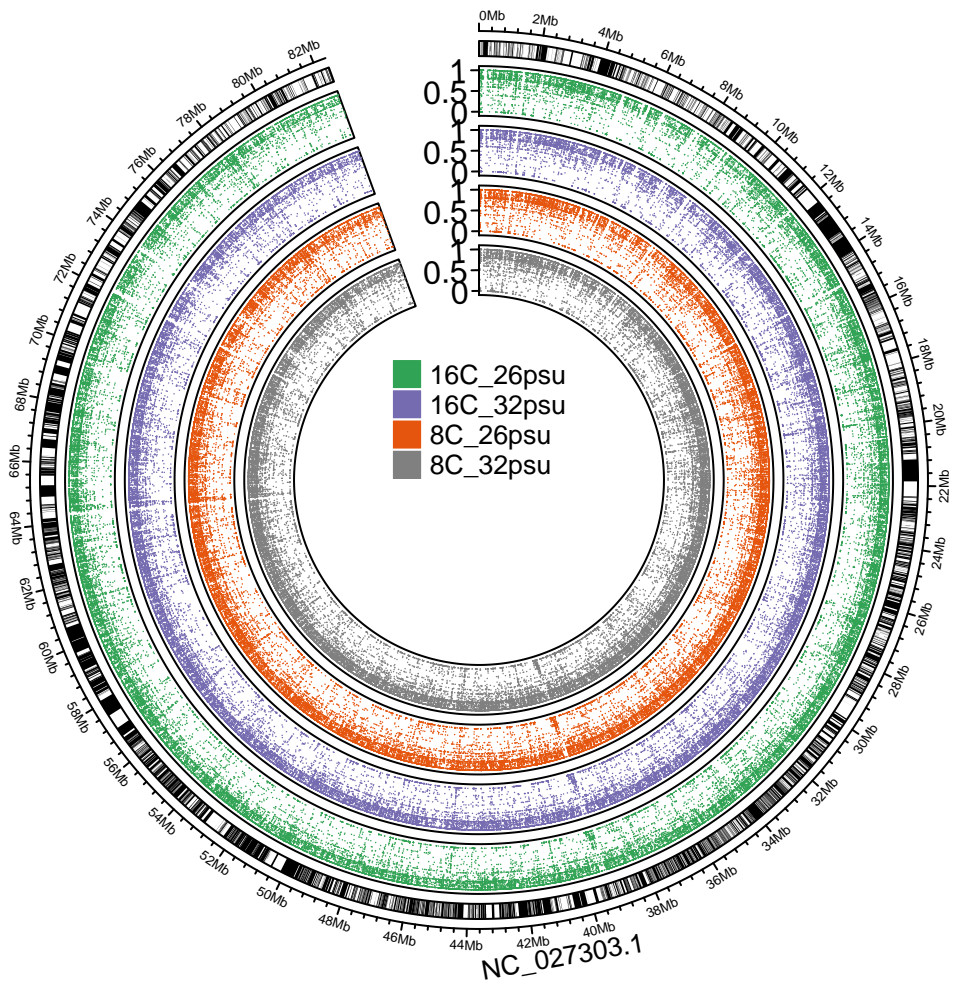 0Mb
2Mb
4Mb
6Mb
8Mb
10Mb
12Mb
14Mb
16Mb
18Mb
20Mb
22Mb
24Mb
26Mb
28Mb
30Mb
32Mb
34Mb
36Mb
38Mb
40Mb
42Mb
44Mb
46Mb
48Mb
50Mb
52Mb
54Mb
56Mb
58Mb
60Mb
62Mb
64Mb
66Mb
68Mb
70Mb
72Mb
74Mb
76Mb
78Mb
80Mb
82Mb
1
0.5
0
1
0.5
0
1
0.5
0
1
0.5
0
16C_26psu
16C_32psu
8C_26psu
8C_32psu
NC_027303.1